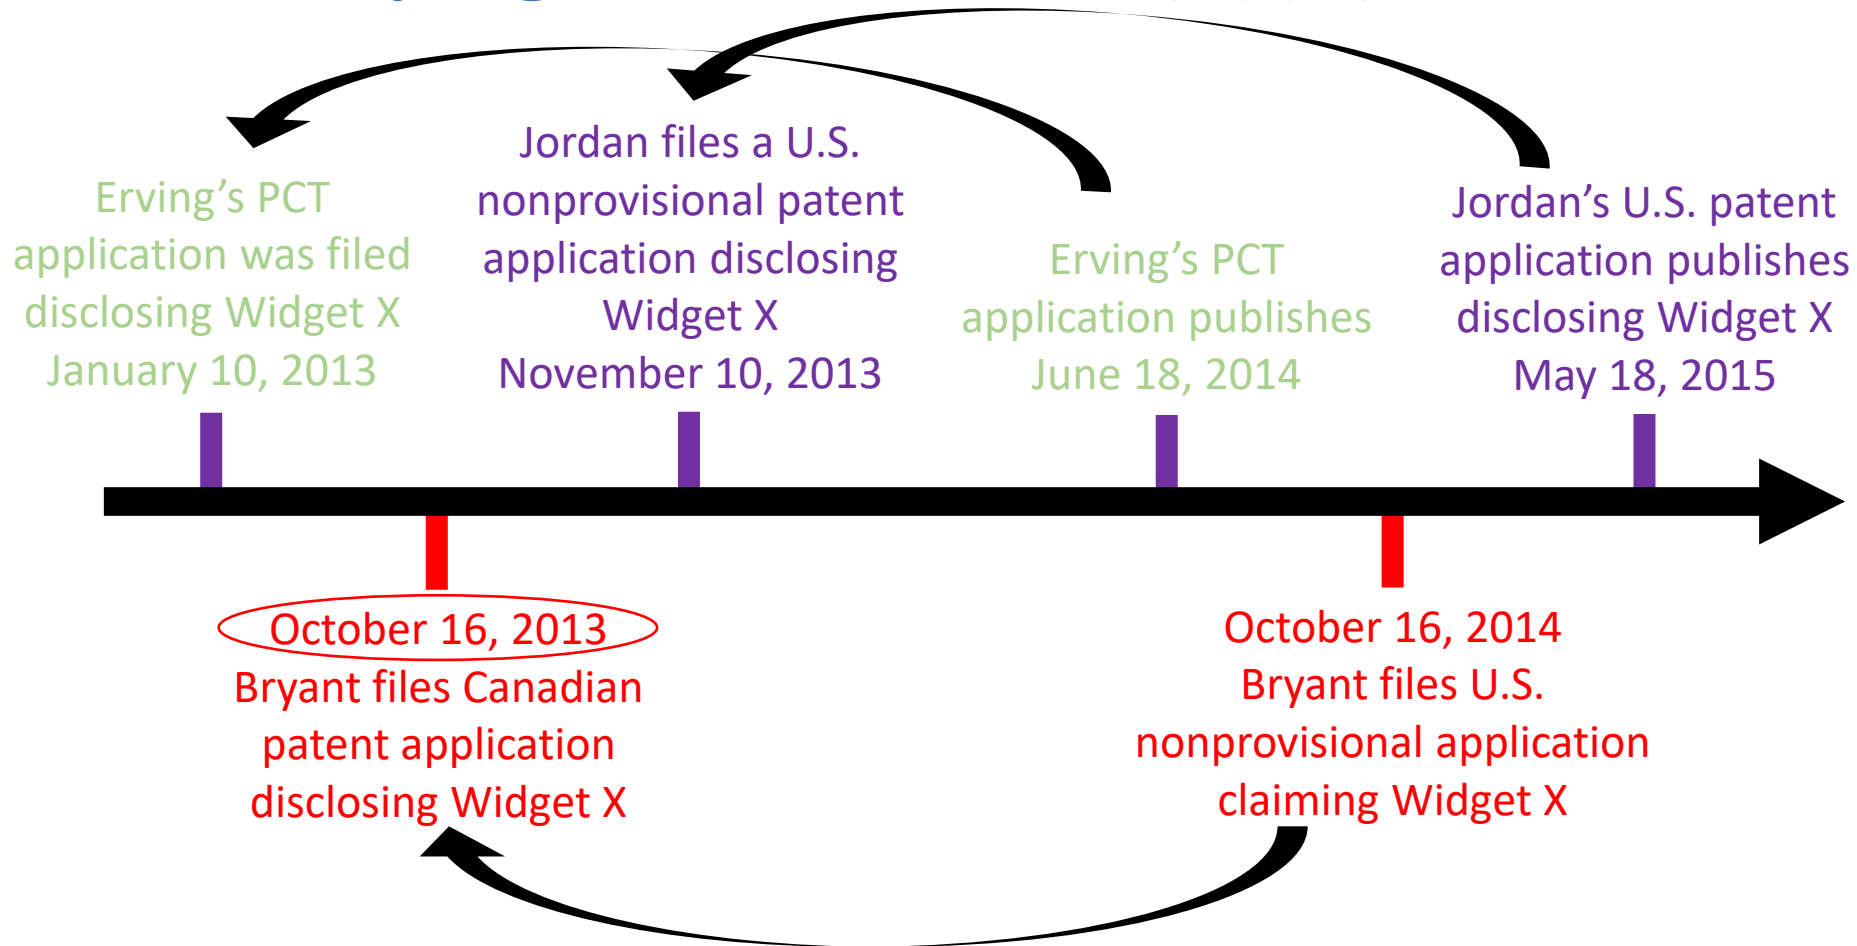 Erving’s PCT
application was filed
disclosing Widget X
January 10, 2013
Jordan files a U.S.
nonprovisional patent
application disclosing
Widget X
November 10, 2013
Erving’s PCT
application publishes
June 18, 2014
Jordan’s U.S. patent
application publishes
disclosing Widget X
May 18, 2015
October 16, 2013
Bryant files Canadian
patent application
disclosing Widget X
October 16, 2014
Bryant files U.S.
nonprovisional application
claiming Widget X